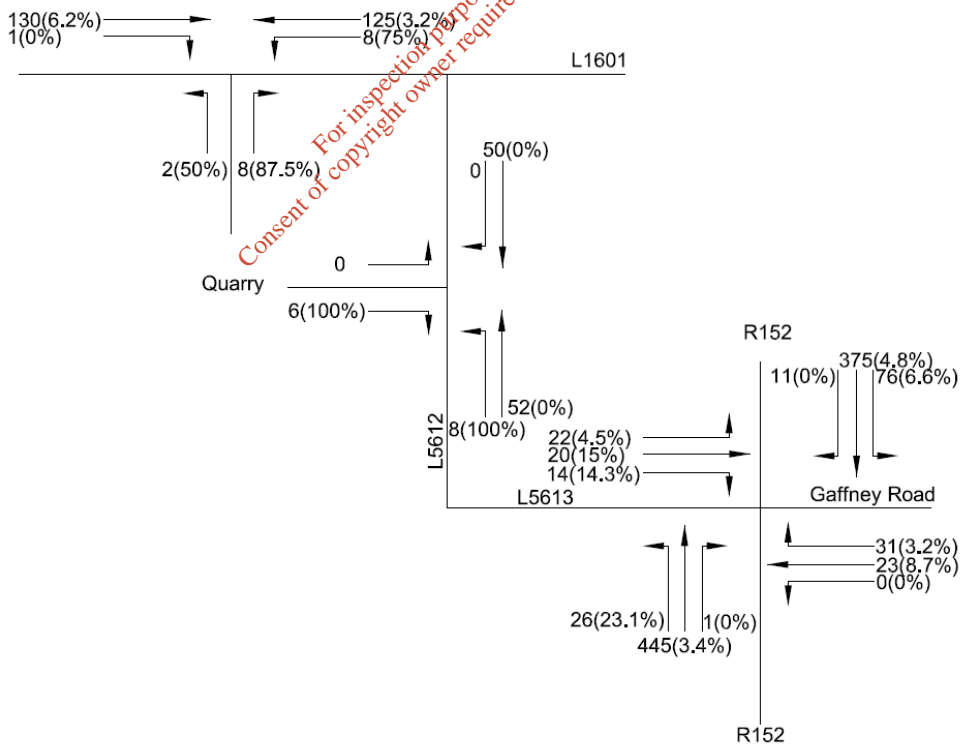 130(6.2%) 125(3.2%)
1(0%) 8(75%)
L1601
For inspection purpo
Consent of copyright owner require
2(50%) 8(87.5%)
50(0%)
0
0
Quarry
6(100%)
52(0%)
8(100%)
L5612
R152
375(4.8%)
11(0%) 76(6.6%)
22(4.5%)
20(15%)
14(14.3%)
L5613
Gaffney Road
31(3.2%)
23(8.7%)
0(0%)
26(23.1%) 1(0%)
445(3.4%)
R152